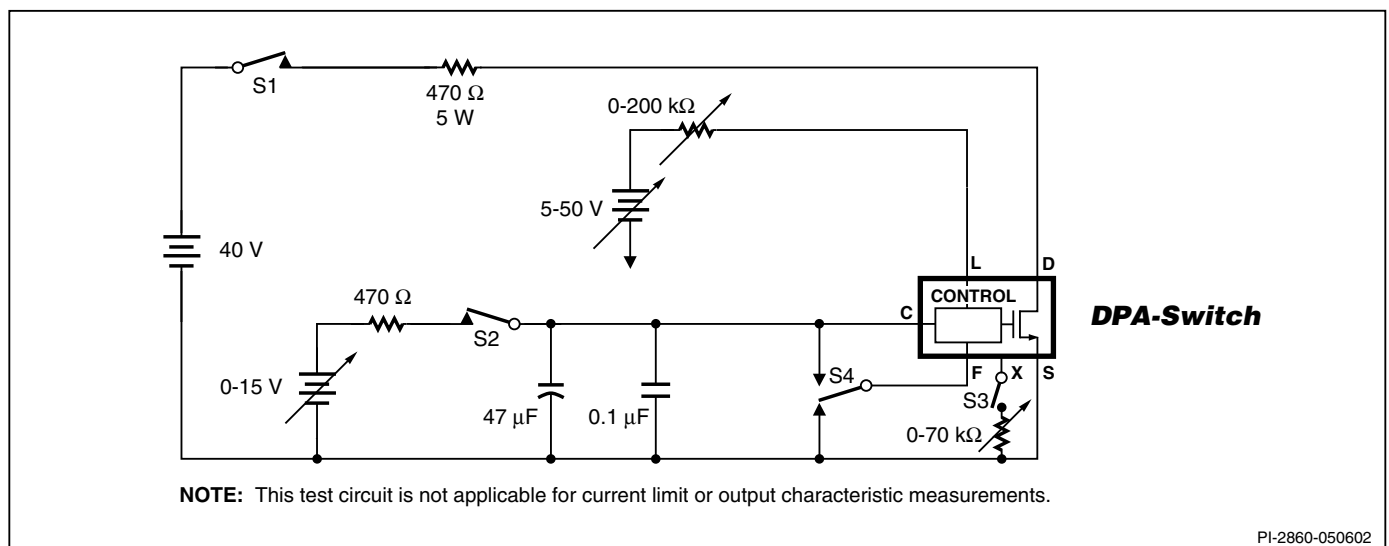 S1
470 Ω
5 W
0-200 kΩ
5-50 V
40 V
L
D
CONTROL
C
DPA-Switch
470 Ω
S2
0-15 V
47 μF
0.1 μF
S4
F
X
S
S3
0-70 kΩ
NOTE: This test circuit is not applicable for current limit or output characteristic measurements.
PI-2860-050602